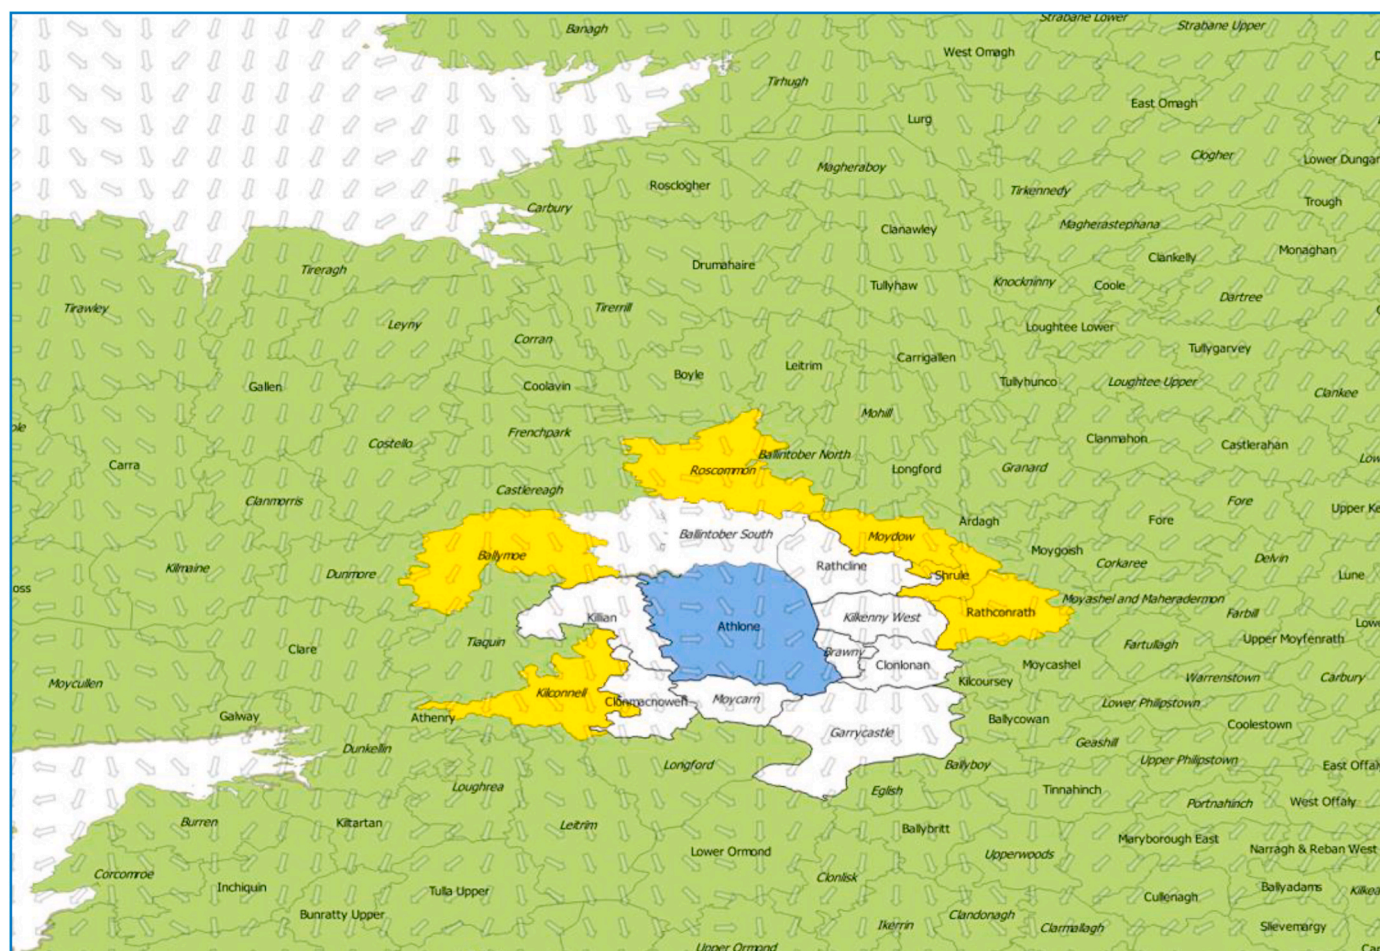 Banagh
Strabane Lower
Strabane Upper
West Omagh
Tirhugh
East Omagh
Lurg
Clogher
Magheraboy
Rosclogher
Tirkennedy
Trough
Carbury
Magherastephana
Clanawley
Monaghan
Clankelly
Drumahaire
Tireragh
Tullyhaw
Knockninny
Coole
Dartree
Tirawley
Tirerrill
Leyny
Loughtee Lower
Corran
Tullygarvey
Carrigallen
Leitrim
Boyle
Tullyhunco
Loughtee Upper
Gallen
Coolavin
Clankee
Mohill
Frenchpark
Costello
Clanmahon
Castlerahan
Ballintober North
Carra
Roscommon
Longford
Granard
Castlereagh
Clanmorris
Fore
Ardagh
Fore
Ballintober South
Moydow
Moygoish
Ballymoe
Corkaree
Delvin
Kilmaine
Dunmore
Rathcline
Shrule
Lune
Moyashel and Maheradermon
Killian
Kilkenny West
Rathconrath
Farbill
Athlone
Tiaquin
Upper Moyfenrath
Clare
Brawny
Fartullagh
Clonlonan
Moycashel
Moycullen
Kilcoursey
Warrenstown
Carbury
Kilconnell
Clonmacnowen
Moycarn
Lower Philipstown
Galway
Athenry
Ballycowan
Coolestown
Garrycastle
Geashill
Dunkellin
Longford
Ballyboy
Upper Philipstown
Loughrea
Eglish
Tinnahinch
Portnahinch
West Offaly
Burren
Kiltartan
Leitrim
Ballybritt
Maryborough East
Lower Ormond
Upperwoods
Narragh & Reban West
Corcomroe
Clonlisk
Inchiquin
Tulla Upper
Cullenagh
Ballyadams
Bunratty Upper
Clandonagh
Ikerrin
Clarmallagh
Slievemargy
Upper Ormond